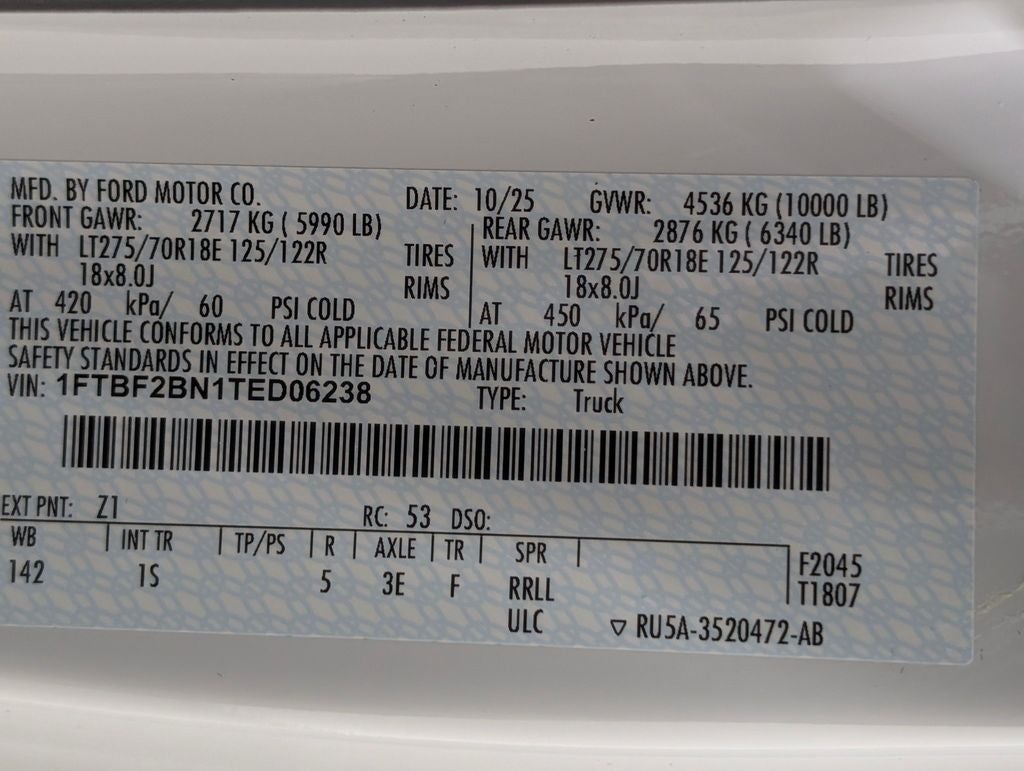 MFD. BY FORD MOTOR CO. DATE: 10/25 GVWR: 4536 KG (10000 LB)
FRONT GAWR: 2717 KG ( 5990 LB) REAR GAWR: 2876 KG ( 6340 LB)
WITH LT275/70R18E 125/122R TIRES WITH LT275/70R18E 125/122R TIRES
18x8.0J RIMS 18x8.0J RIMS
AT 420 kPa/ 60 PSI COLD AT 450 kPa/ 65 PSI COLD
THIS VEHICLE CONFORMS TO ALL APPLICABLE FEDERAL MOTOR VEHICLE
SAFETY STANDARDS IN EFFECT ON THE DATE OF MANUFACTURE SHOWN ABOVE.
VIN: 1FTBF2BN1TED06238 TYPE: Truck
EXT PNT: Z1 RC: 53 DSO:
WB INT TR TP/PS R AXLE TR SPR F2045
142 1S 5 3E F RRLL T1807
ULC RU5A-3520472-AB